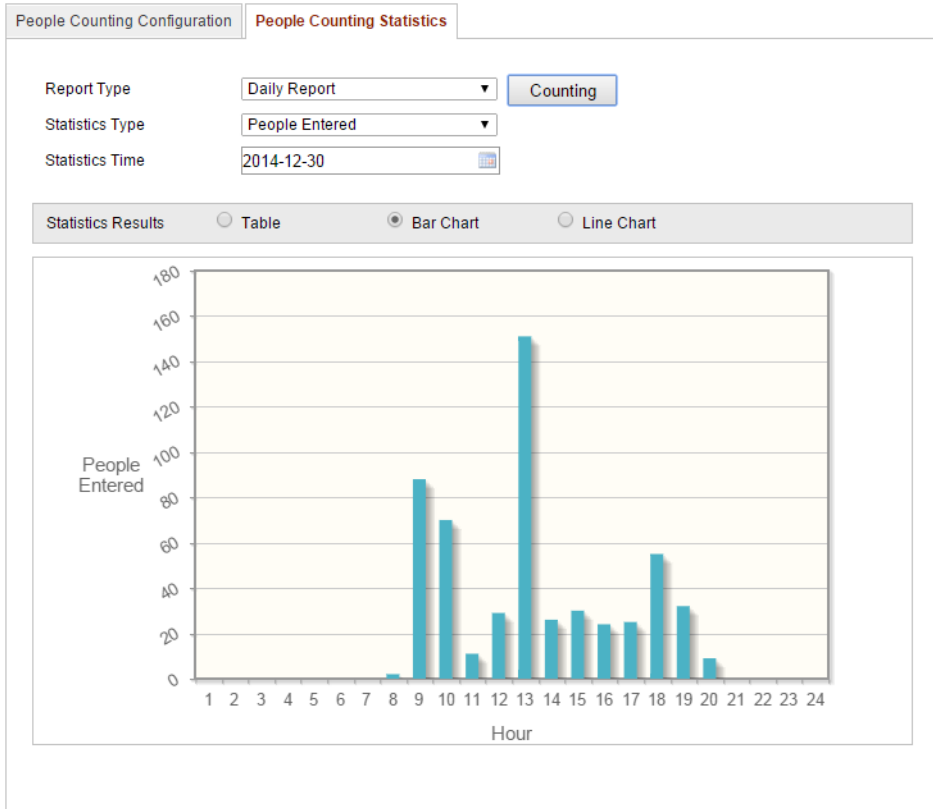 People Counting Configuration
People Counting Statistics
Report Type
Daily Report
Counting
Statistics Type
People Entered
Statistics Time
2014-12-30
Statistics Results
Table
Bar Chart
Line Chart
180
160
140
120
100
80
60
40
20
0
People
Entered
1 2 3 4 5 6 7 8 9 10 11 12 13 14 15 16 17 18 19 20 21 22 23 24
Hour